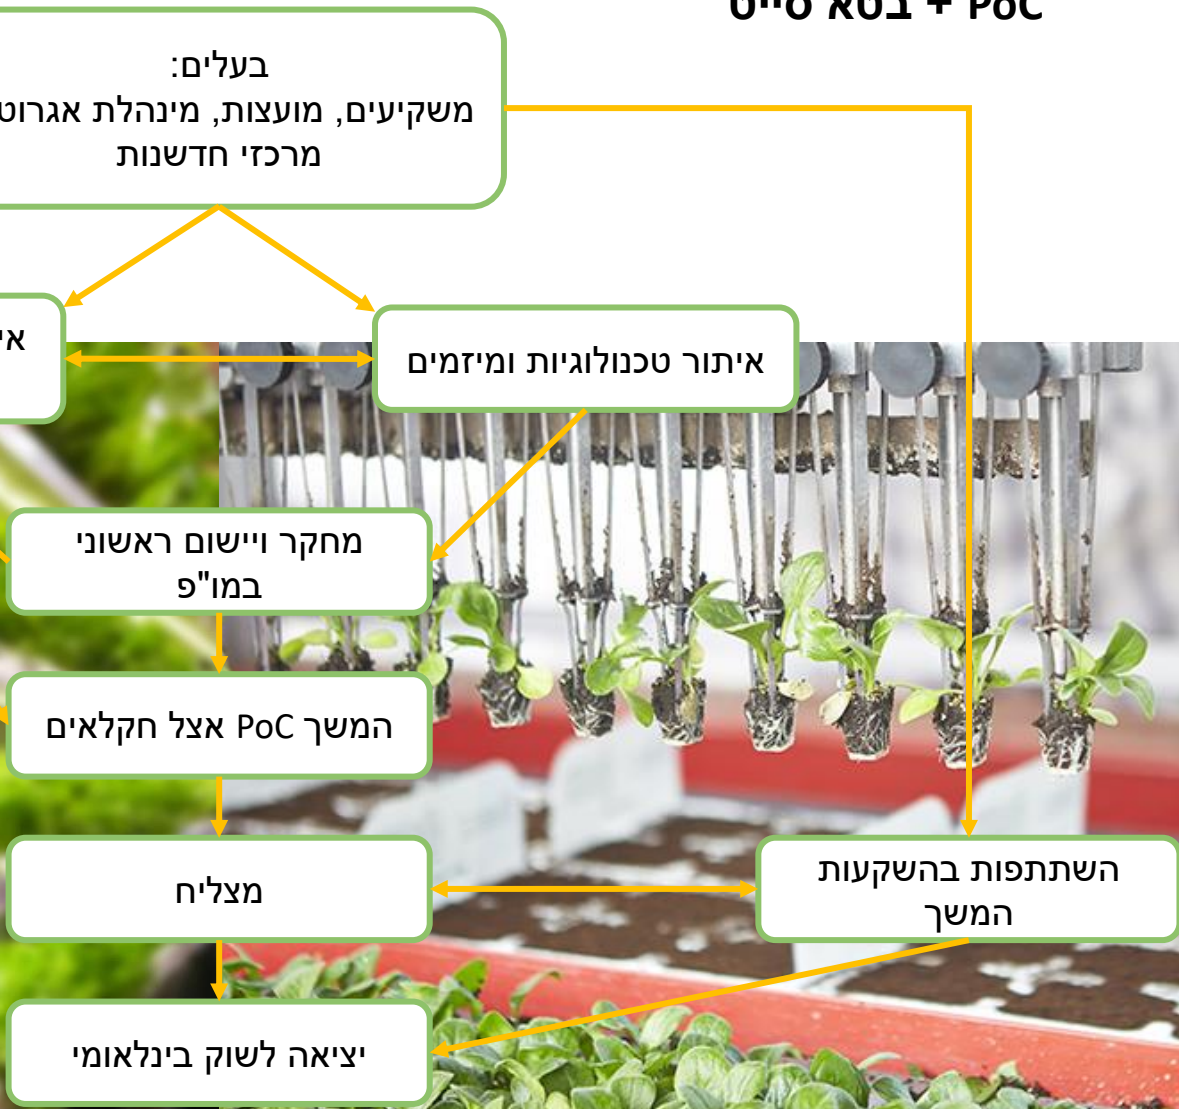 PoC + בטא סייט
בעלים:
משקיעים, מועצות, מינהלת
מרכזי חדשנות
איתור טכנולוגיות ומיזמים
מחקר ויישום ראשוני
במו"פ
המשך PoC אצל חקלאים
מצליח
השתתפות בהשקעות
המשך
יציאה לשוק בינלאומי